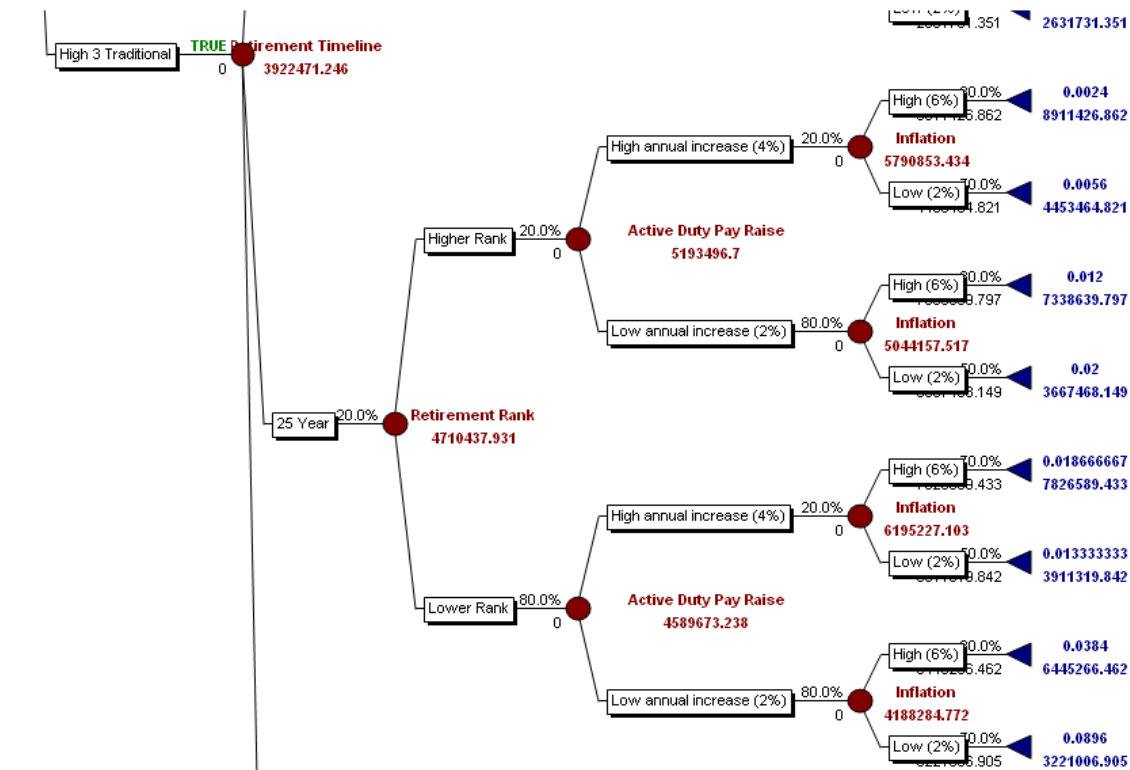 2631731.351
High 3 Traditional
TRUE
Retirement Timeline
0
3922471.246
High (6%)
0.0024
8911426.862
High annual increase (4%)
20.0%
0
Inflation
5790853.434
Low (2%)
0.0056
4453464.821
Higher Rank
20.0%
0
Active Duty Pay Raise
5193496.7
High (6%)
0.012
7338639.797
Low annual increase (2%)
80.0%
0
Inflation
5044157.517
Low (2%)
0.02
3667468.149
25 Year
20.0%
Retirement Rank
4710437.931
High (6%)
0.018666667
7826589.433
High annual increase (4%)
20.0%
0
Inflation
6195227.103
Low (2%)
0.013333333
3911319.842
Lower Rank
80.0%
0
Active Duty Pay Raise
4589673.238
High (6%)
0.0384
6445266.462
Low annual increase (2%)
80.0%
0
Inflation
4188284.772
Low (2%)
0.0896
3221006.905